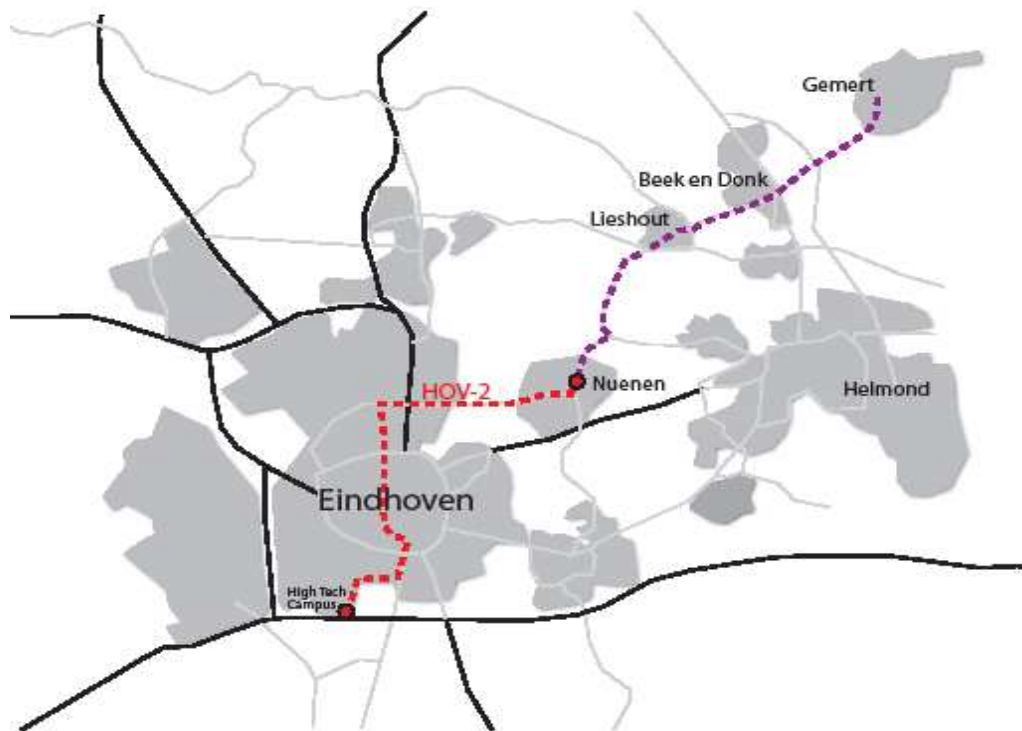 Gemert
Beek en Donk
Lieshout
HOV-2
Nuenen
Helmond
Eindhoven
High Tech
Campus